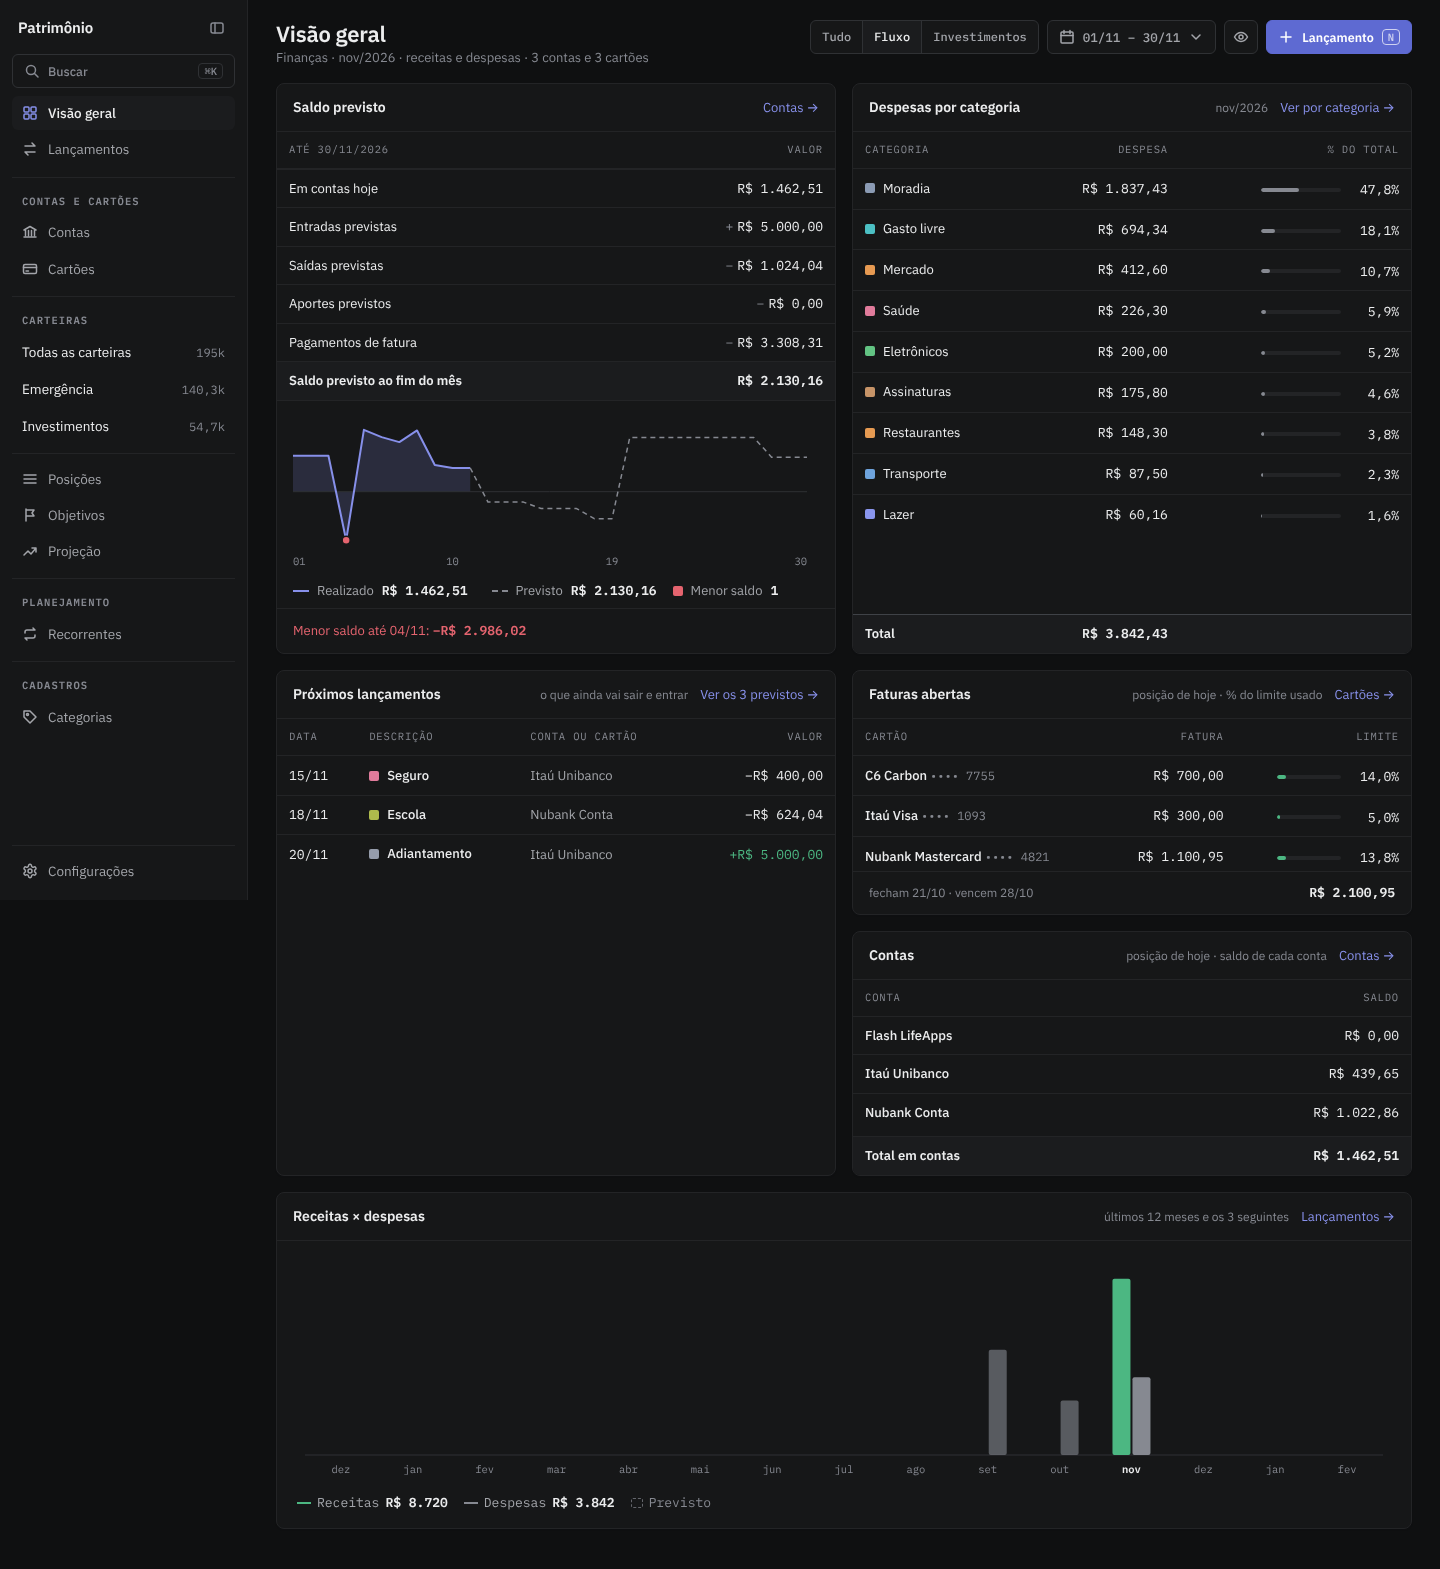 Patrimônio
Buscar ⌘K
Visão geral
Lançamentos
CONTAS E CARTÕES
Contas
Cartões
CARTEIRAS
Todas as carteiras 195k
Emergência 140,3k
Investimentos 54,7k
Posições
Objetivos
Projeção
PLANEJAMENTO
Recorrentes
CADASTROS
Categorias
Configurações
Visão geral
Finanças · nov/2026 · receitas e despesas · 3 contas e 3 cartões
Tudo Fluxo Investimentos 01/11 – 30/11 + Lançamento N
Saldo previsto Contas →
ATÉ 30/11/2026 VALOR
Em contas hoje R$ 1.462,51
Entradas previstas + R$ 5.000,00
Saídas previstas − R$ 1.024,04
Aportes previstos − R$ 0,00
Pagamentos de fatura − R$ 3.308,31
Saldo previsto ao fim do mês R$ 2.130,16
01 10 19 30
Realizado R$ 1.462,51 Previsto R$ 2.130,16 Menor saldo 1
Menor saldo até 04/11: −R$ 2.986,02
Despesas por categoria nov/2026 Ver por categoria →
CATEGORIA DESPESA % DO TOTAL
Moradia R$ 1.837,43 47,8%
Gasto livre R$ 694,34 18,1%
Mercado R$ 412,60 10,7%
Saúde R$ 226,30 5,9%
Eletrônicos R$ 200,00 5,2%
Assinaturas R$ 175,80 4,6%
Restaurantes R$ 148,30 3,8%
Transporte R$ 87,50 2,3%
Lazer R$ 60,16 1,6%
Total R$ 3.842,43
Próximos lançamentos o que ainda vai sair e entrar Ver os 3 previstos →
DATA DESCRIÇÃO CONTA OU CARTÃO VALOR
15/11 Seguro Itaú Unibanco −R$ 400,00
18/11 Escola Nubank Conta −R$ 624,04
20/11 Adiantamento Itaú Unibanco +R$ 5.000,00
Faturas abertas posição de hoje · % do limite usado Cartões →
CARTÃO FATURA LIMITE
C6 Carbon •••• 7755 R$ 700,00 14,0%
Itaú Visa •••• 1093 R$ 300,00 5,0%
Nubank Mastercard •••• 4821 R$ 1.100,95 13,8%
fecham 21/10 · vencem 28/10 R$ 2.100,95
Contas posição de hoje · saldo de cada conta Contas →
CONTA SALDO
Flash LifeApps R$ 0,00
Itaú Unibanco R$ 439,65
Nubank Conta R$ 1.022,86
Total em contas R$ 1.462,51
Receitas × despesas últimos 12 meses e os 3 seguintes Lançamentos →
dez jan fev mar abr mai jun jul ago set out nov dez jan fev
Receitas R$ 8.720 Despesas R$ 3.842 Previsto